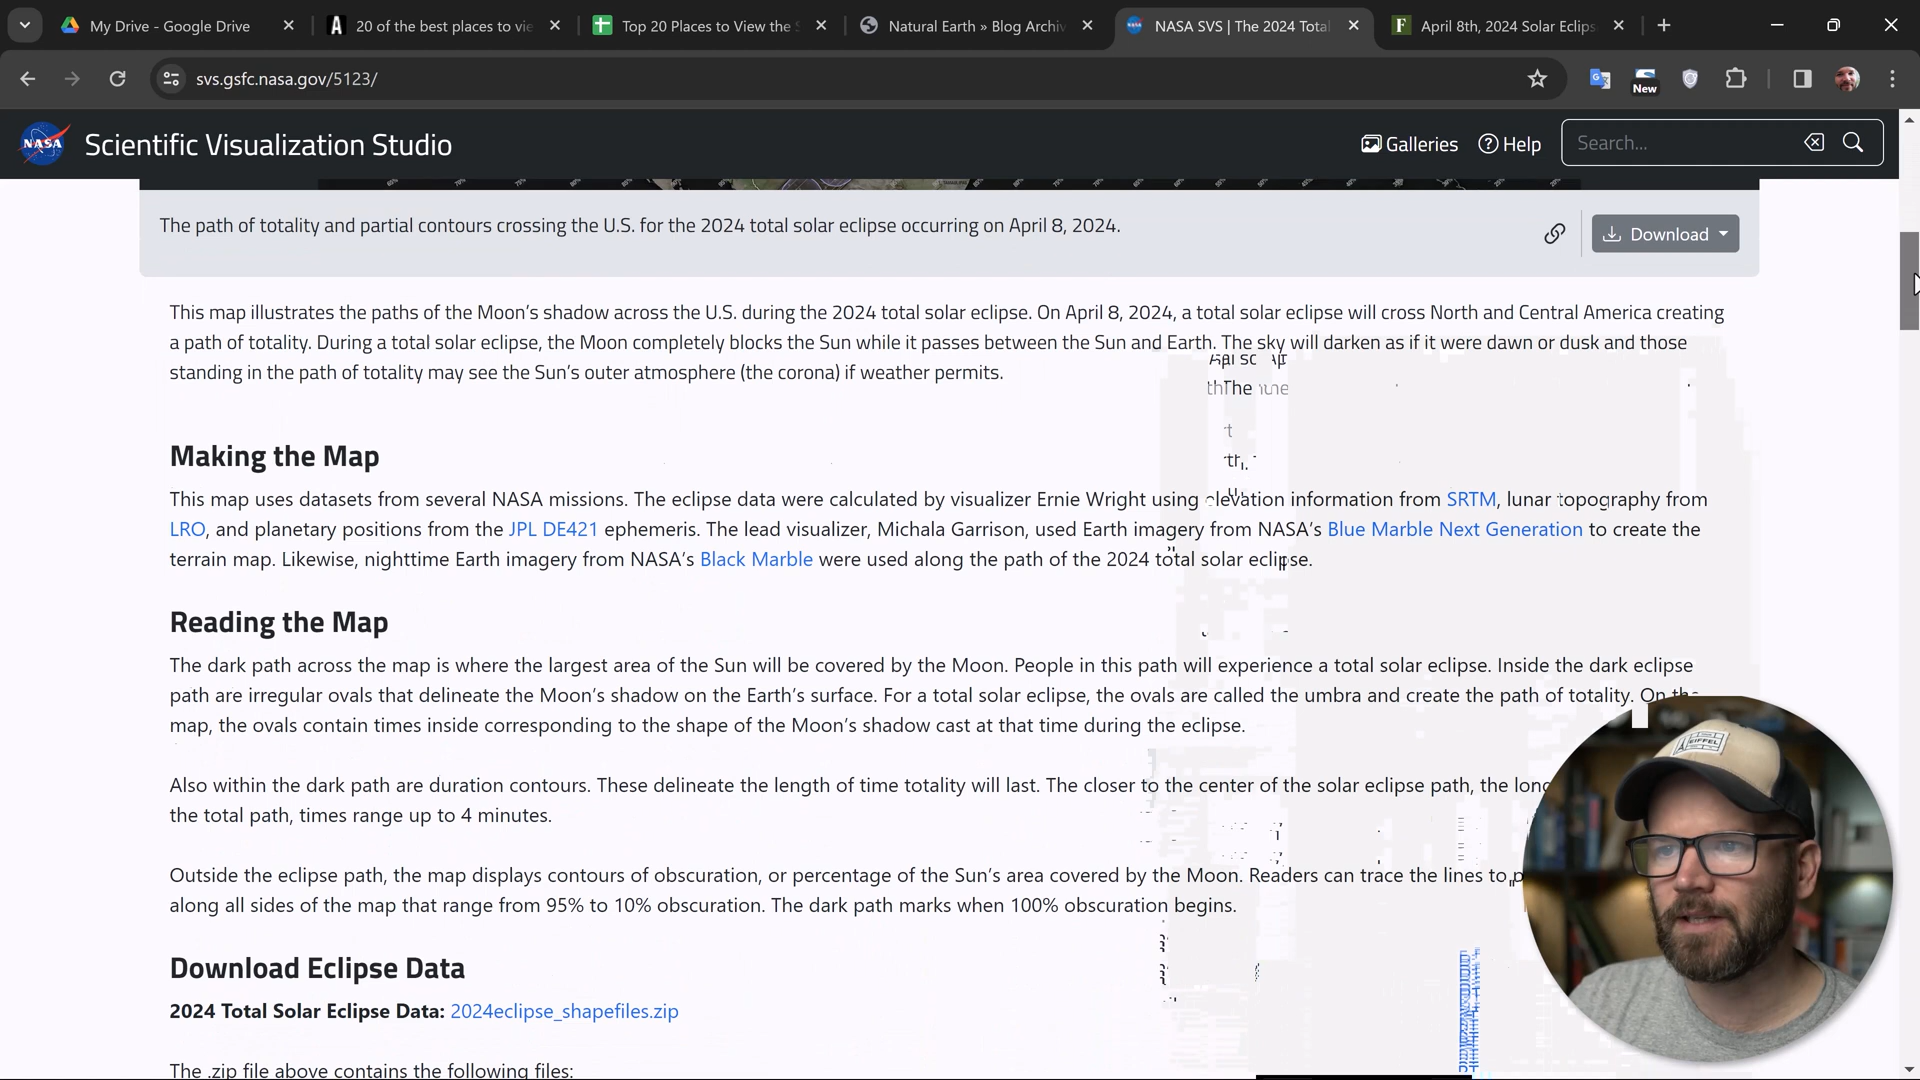 My Drive - Google Drive
20 of the best places to vie
Top 20 Places to View the S
Natural Earth » Blog Archiv
NASA SVS | The 2024 Total
April 8th, 2024 Solar Eclips
svs.gsfc.nasa.gov/5123/
New
NASA
Scientific Visualization Studio
Galleries
Help
Search...
The path of totality and partial contours crossing the U.S. for the 2024 total solar eclipse occurring on April 8, 2024.
Download
This map illustrates the paths of the Moon's shadow across the U.S. during the 2024 total solar eclipse. On April 8, 2024, a total solar eclipse will cross North and Central America creating
a path of totality. During a total solar eclipse, the Moon completely blocks the Sun while it passes between the Sun and Earth. The sky will darken as if it were dawn or dusk and those
standing in the path of totality may see the Sun's outer atmosphere (the corona) if weather permits.
Making the Map
This map uses datasets from several NASA missions. The eclipse data were calculated by visualizer Ernie Wright using elevation information from SRTM, lunar topography from
LRO, and planetary positions from the JPL DE421 ephemeris. The lead visualizer, Michala Garrison, used Earth imagery from NASA's Blue Marble Next Generation to create the
terrain map. Likewise, nighttime Earth imagery from NASA's Black Marble were used along the path of the 2024 total solar eclipse.
Reading the Map
The dark path across the map is where the largest area of the Sun will be covered by the Moon. People in this path will experience a total solar eclipse. Inside the dark eclipse
path are irregular ovals that delineate the Moon's shadow on the Earth's surface. For a total solar eclipse, the ovals are called the umbra and create the path of totality. On the
map, the ovals contain times inside corresponding to the shape of the Moon's shadow cast at that time during the eclipse.
Also within the dark path are duration contours. These delineate the length of time totality will last. The closer to the center of the solar eclipse path, the
the total path, times range up to 4 minutes.
Outside the eclipse path, the map displays contours of obscuration, or percentage of the Sun's area covered by the Moon. Readers can trace the lines to
along all sides of the map that range from 95% to 10% obscuration. The dark path marks when 100% obscuration begins.
EIFFEL
Download Eclipse Data
2024 Total Solar Eclipse Data: 2024eclipse_shapefiles.zip
The .zip file above contains the following files: